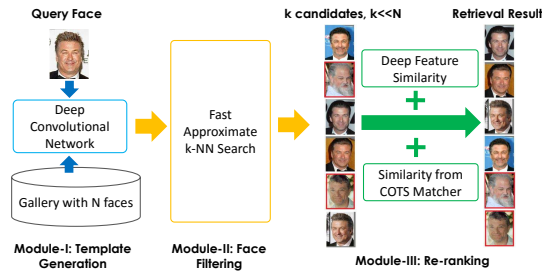 Query Face
k candidates, k<<N
Retrieval Result
Deep
Convolutional
Network
Gallery with N faces
Fast
Approximate
k-NN Search
Deep Feature
Similarity
+
+
Similarity from
COTS Matcher
Module-I: Template
Generation
Module-II: Face
Filtering
Module-III: Re-ranking